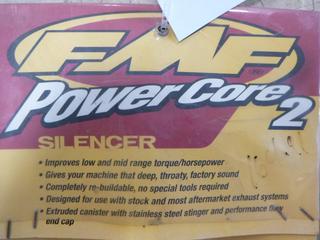 FMF
Power Core 2
SILENCER
• Improves low and mid range torque/horsepower
• Gives your machine that deep, throaty, factory sound
• Completely re-buildable, no special tools required
• Designed for use with stock and most aftermarket exhaust systems
• Extruded canister with stainless steel stinger and performance flow
end cap